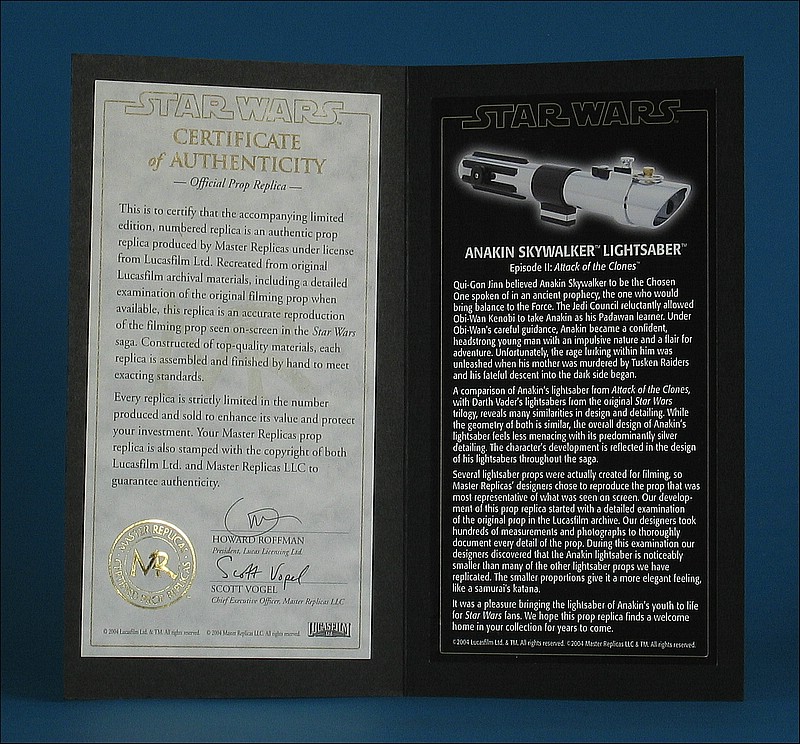 STAR WARS
CERTIFICATE
of AUTHENTICITY
— Official Prop Replica —
This is to certify that the accompanying limited
edition, numbered replica is an authentic prop
replica produced by Master Replicas under license
from Lucasfilm Ltd. Recreated from original
Lucasfilm archival materials, including a detailed
examination of the original filming prop when
available, this replica is an accurate reproduction
of the filming prop seen on-screen in the Star Wars
saga. Constructed of top-quality materials, each
replica is assembled and finished by hand to meet
exacting standards.
Every replica is strictly limited in the number
produced and sold to enhance its value and protect
your investment. Your Master Replicas prop
replica is also stamped with the copyright of both
Lucasfilm Ltd. and Master Replicas LLC to
guarantee authenticity.
HOWARD ROFFMAN
President, Lucas Licensing Ltd.
Scott Vogel
SCOTT VOGEL
Chief Executive Officer, Master Replicas LLC
MASTER REPLICAS
MR
CERTIFIED PROP REPLICA
© 2004 Lucasfilm Ltd. & TM. All rights reserved. © 2004 Master Replicas LLC. All rights reserved.
LUCASFILM LTD.
STAR WARS
ANAKIN SKYWALKER™ LIGHTSABER™
Episode II: Attack of the Clones™
Qui-Gon Jinn believed Anakin Skywalker to be the Chosen
One spoken of in an ancient prophecy, the one who would
bring balance to the Force. The Jedi Council reluctantly allowed
Obi-Wan Kenobi to take Anakin as his Padawan learner. Under
Obi-Wan's careful guidance, Anakin became a confident,
headstrong young man with an impulsive nature and a flair for
adventure. Unfortunately, the rage lurking within him was
unleashed when his mother was murdered by Tusken Raiders
and his fateful descent into the dark side began.
A comparison of Anakin's lightsaber from Attack of the Clones,
with Darth Vader's lightsabers from the original Star Wars
trilogy, reveals many similarities in design and detailing. While
the geometry of both is similar, the overall design of Anakin's
lightsaber feels less menacing with its predominantly silver
detailing. The character's development is reflected in the design
of his lightsabers throughout the saga.
Several lightsaber props were actually created for filming, so
Master Replicas' designers chose to reproduce the prop that was
most representative of what was seen on screen. Our develop-
ment of this prop replica started with a detailed examination
of the original prop in the Lucasfilm archive. Our designers took
hundreds of measurements and photographs to thoroughly
document every detail of the prop. During this examination our
designers discovered that the Anakin lightsaber is noticeably
smaller than many of the other lightsaber props we have
replicated. The smaller proportions give it a more elegant feeling,
like a samurai's katana.
It was a pleasure bringing the lightsaber of Anakin's youth to life
for Star Wars fans. We hope this prop replica finds a welcome
home in your collection for years to come.
©2004 Lucasfilm Ltd. & TM. All rights reserved. ©2004 Master Replicas LLC & TM. All rights reserved.